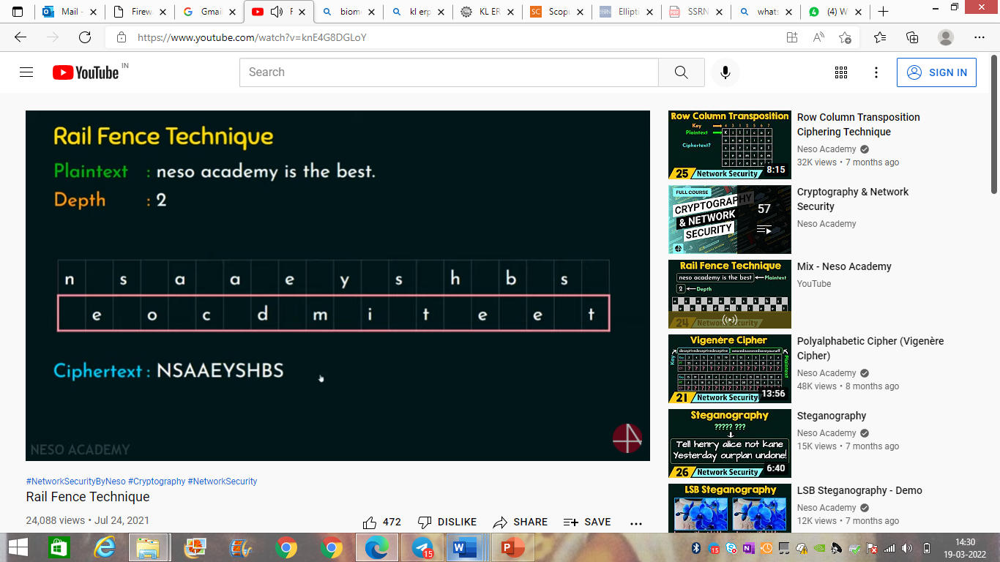 Mail -
Firew
Gmai
F
biom
kl erp
KL ER
Scopu
Ellipti
SSRN
whats
(4) W
https://www.youtube.com/watch?v=knE4G8DGLoY
YouTube IN
Search
SIGN IN
Rail Fence Technique
Plaintext : neso academy is the best.
Depth : 2
n s a a e y s h b s
e o c d m i t e e t
Ciphertext : NSAAEYSHBS
NESO ACADEMY
#NetworkSecurityByNeso #Cryptography #NetworkSecurity
Rail Fence Technique
24,088 views • Jul 24, 2021
472 DISLIKE SHARE SAVE
Row Column Transposition
Key 4 3 1 2 5 6 7
Plaintext
Ciphertext?
25 Network Security 8:15
Row Column Transposition
Ciphering Technique
Neso Academy
32K views • 7 months ago
FULL COURSE
CRYPTOGRAPHY
& NETWORK
SECURITY
57
Cryptography & Network
Security
Neso Academy
Rail Fence Technique
neso academy is the best Plaintext
2 Depth
24 Network Security
Mix - Neso Academy
YouTube
Vigenère Cipher
Key
Plaintext
21 Network Security 13:56
Polyalphabetic Cipher (Vigenère
Cipher)
Neso Academy
48K views • 8 months ago
Steganography
????? ???
Tell henry alice not kane
Yesterday ourplan undone!
26 Network Security 6:40
Steganography
Neso Academy
15K views • 7 months ago
LSB Steganography
LSB Steganography - Demo
Neso Academy
12K views • 7 months ago
15
15
14:30
19-03-2022